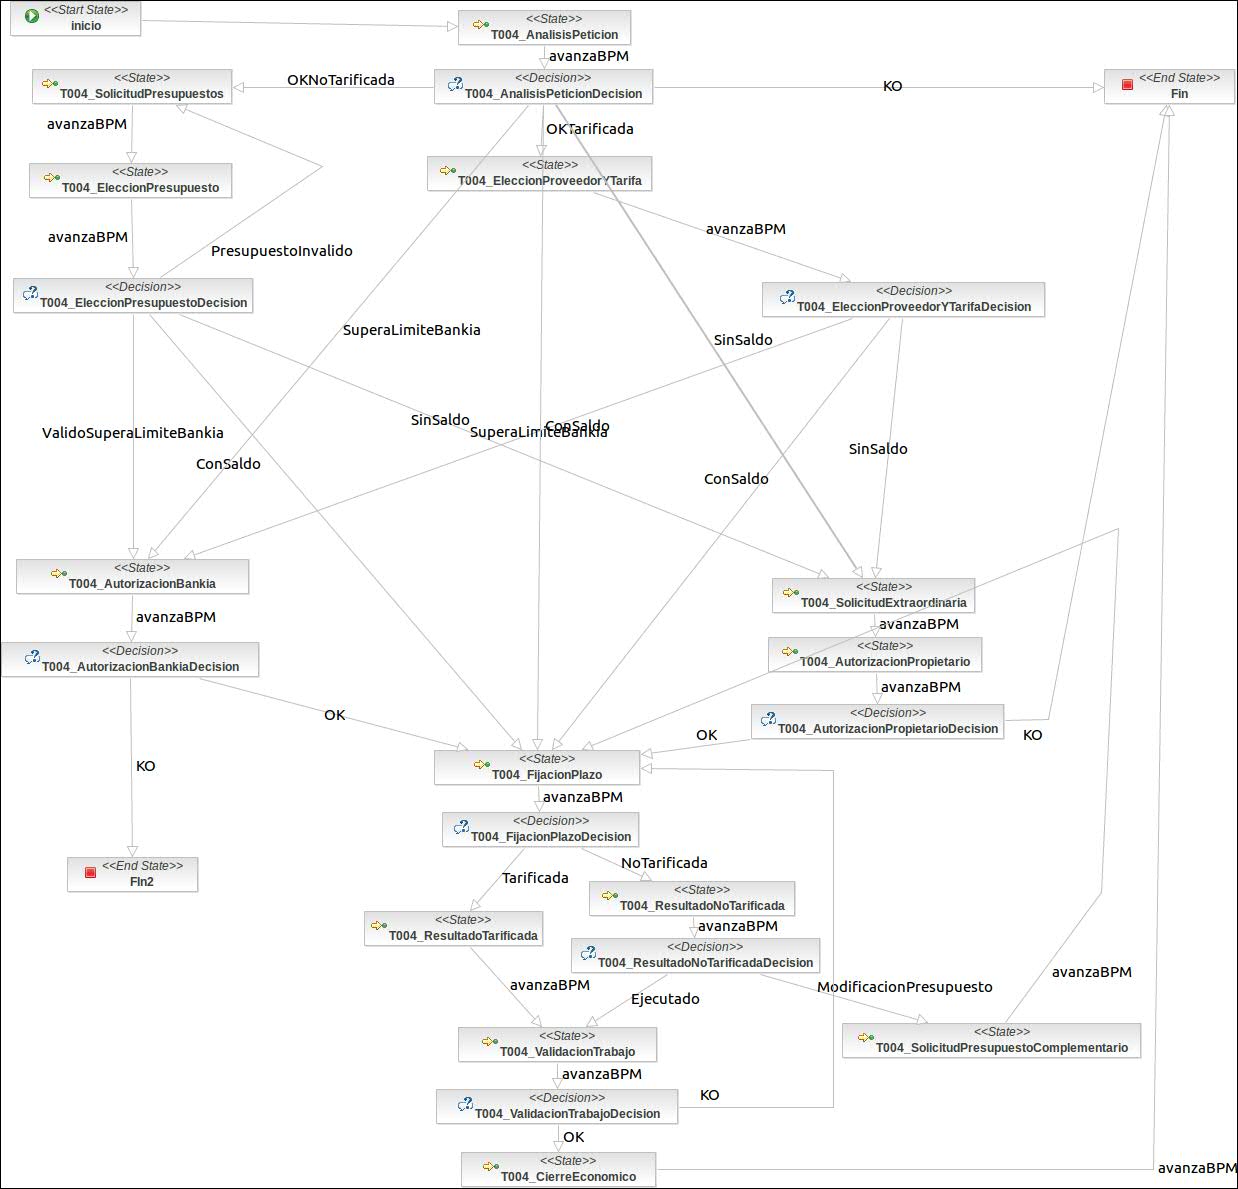 <<Start State>>
inicio
<<State>>
T004_AnalisisPeticion
avanzaBPM
<<State>>
T004_SolicitudPresupuestos
OKNoTarificada
<<Decision>>
T004_AnalisisPeticionDecision
KO
<<End State>>
Fin
avanzaBPM
OKTarificada
<<State>>
T004_EleccionPresupuesto
<<State>>
T004_EleccionProveedorYTarifa
avanzaBPM
avanzaBPM
PresupuestoInvalido
<<Decision>>
T004_EleccionPresupuestoDecision
<<Decision>>
T004_EleccionProveedorYTarifaDecision
SuperaLimiteBankia
SinSaldo
SinSaldo
ConSaldo
SuperaLimiteBankia
ValidoSuperaLimiteBankia
SinSaldo
ConSaldo
ConSaldo
<<State>>
T004_AutorizacionBankia
<<State>>
T004_SolicitudExtraordinaria
avanzaBPM
avanzaBPM
<<Decision>>
T004_AutorizacionBankiaDecision
<<State>>
T004_AutorizacionPropietario
avanzaBPM
OK
<<Decision>>
T004_AutorizacionPropietarioDecision
OK
KO
KO
<<State>>
T004_FijacionPlazo
avanzaBPM
<<Decision>>
T004_FijacionPlazoDecision
<<End State>>
FIn2
NoTarificada
Tarificada
<<State>>
T004_ResultadoNoTarificada
<<State>>
T004_ResultadoTarificada
avanzaBPM
<<Decision>>
T004_ResultadoNoTarificadaDecision
avanzaBPM
avanzaBPM
Ejecutado
ModificacionPresupuesto
<<State>>
T004_ValidacionTrabajo
<<State>>
T004_SolicitudPresupuestoComplementario
avanzaBPM
<<Decision>>
T004_ValidacionTrabajoDecision
KO
OK
<<State>>
T004_CierreEconomico
avanzaBPM